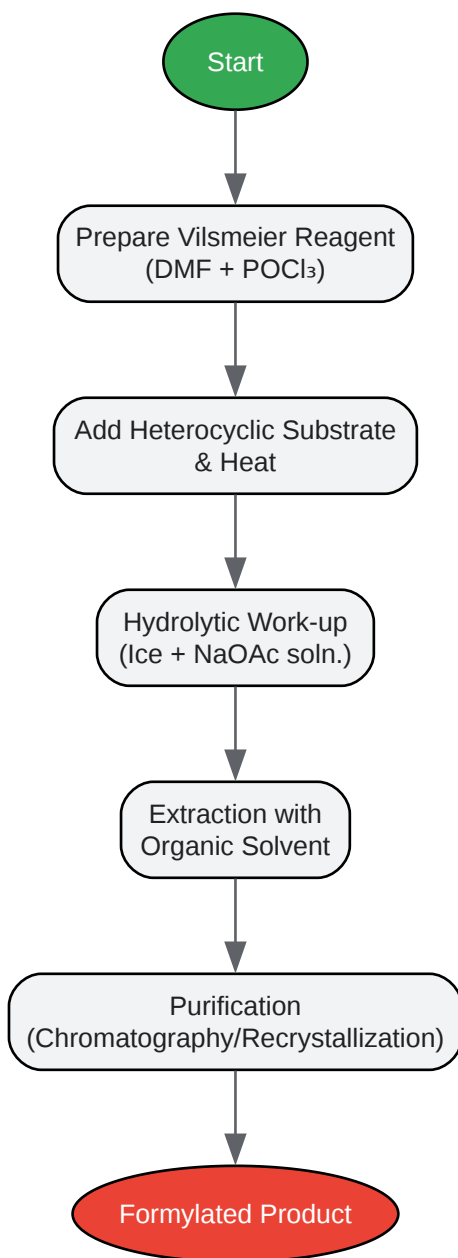 Start
Prepare Vilsmeier Reagent
(DMF + POCl₃)
Add Heterocyclic Substrate
& Heat
Hydrolytic Work-up
(Ice + NaOAc soln.)
Extraction with
Organic Solvent
Purification
(Chromatography/Recrystallization)
Formylated Product